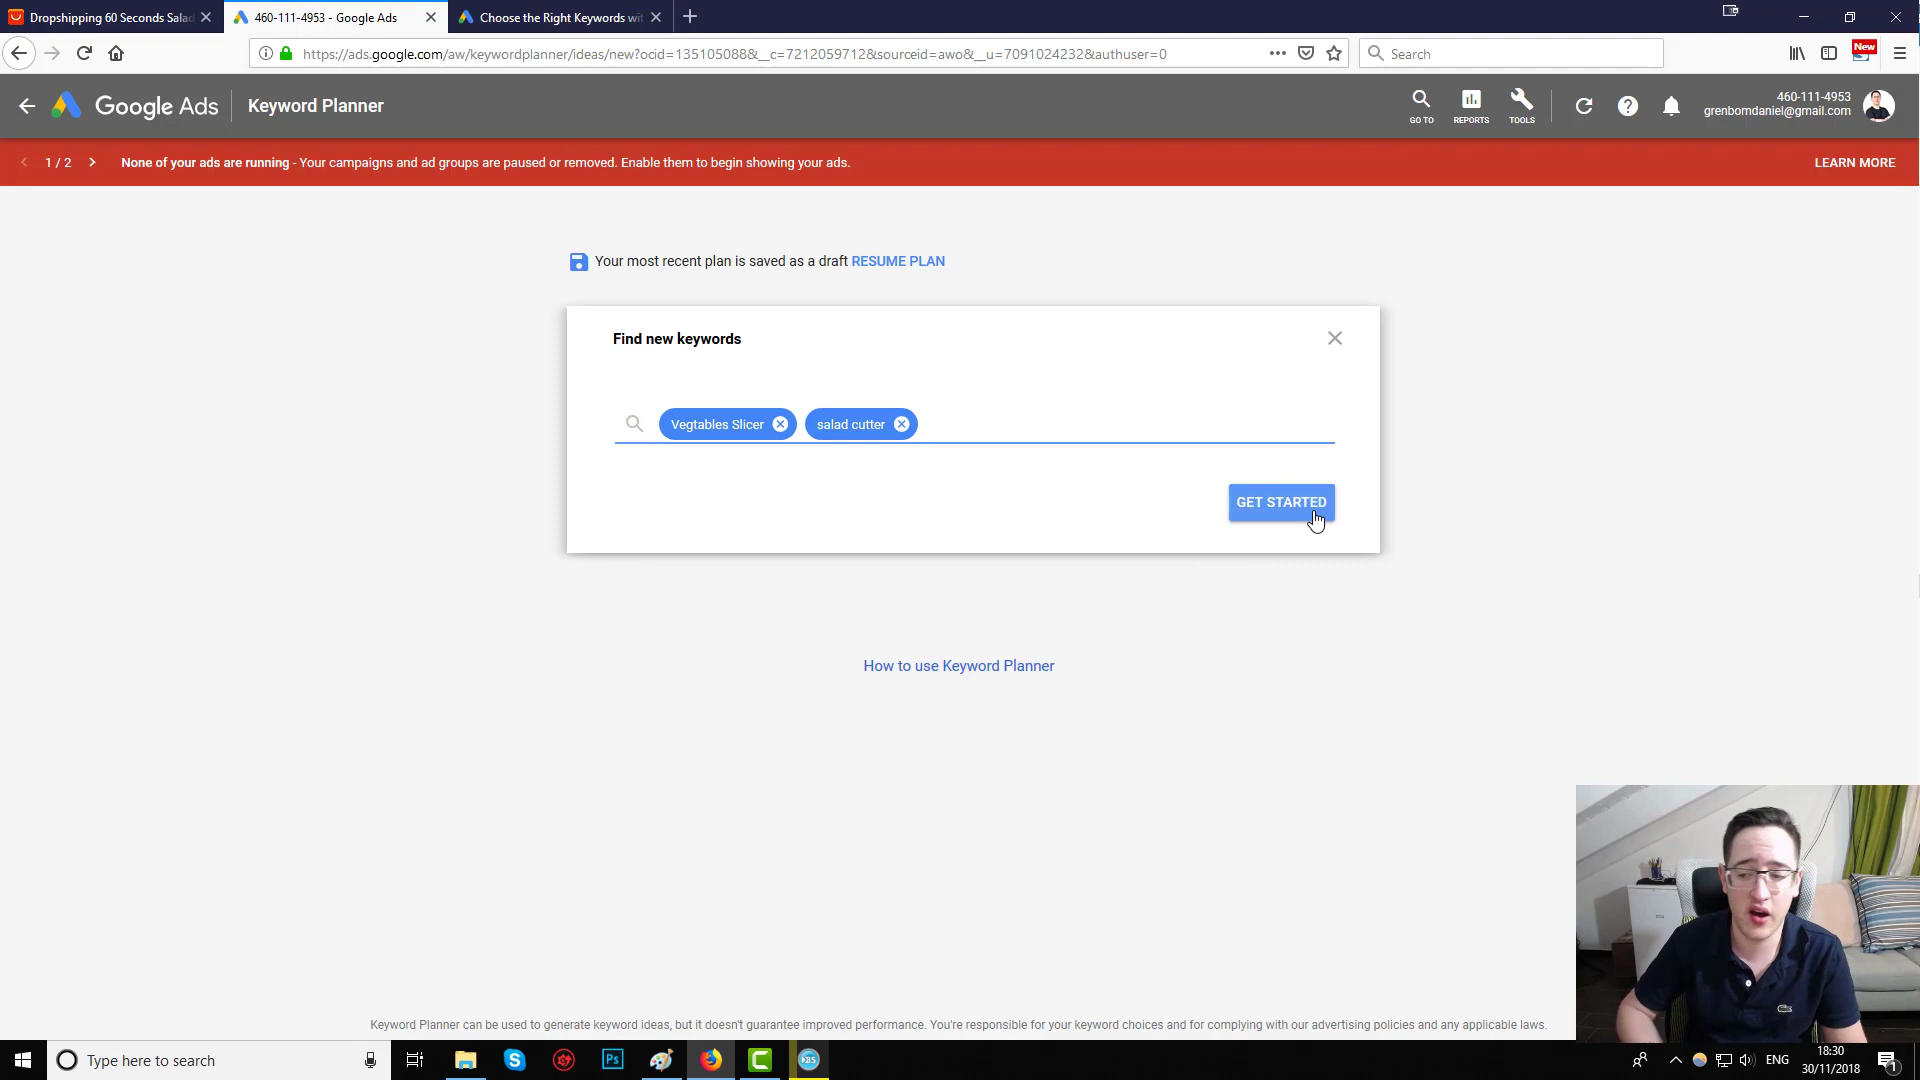 Dropshipping 60 Seconds Salad
460-111-4953 - Google Ads
Choose the Right Keywords wit
https://ads.google.com/aw/keywordplanner/ideas/new?ocid=135105088&__c=7212059712&sourceid=awo&__u=7091024232&authuser=0
Search
New
Google Ads
Keyword Planner
GO TO
REPORTS
TOOLS
460-111-4953
grenbomdaniel@gmail.com
1 / 2
None of your ads are running - Your campaigns and ad groups are paused or removed. Enable them to begin showing your ads.
LEARN MORE
Your most recent plan is saved as a draft RESUME PLAN
Find new keywords
Vegtables Slicer
salad cutter
GET STARTED
How to use Keyword Planner
Keyword Planner can be used to generate keyword ideas, but it doesn't guarantee improved performance. You're responsible for your keyword choices and for complying with our advertising policies and any applicable laws.
Type here to search
Ps
ENG
18:30
30/11/2018
1